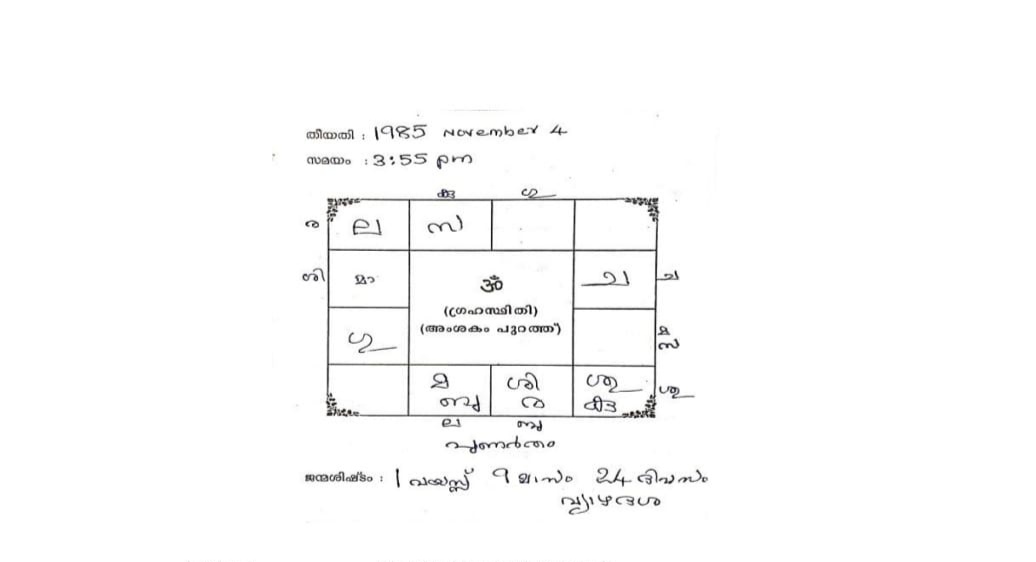 തീയതി : 1985 November 4
സമയം : 3:55 pm
കു ഗു
ര ല സ
ശി മാ ച ച
ॐ
(ഗ്രഹസ്ഥിതി)
(അംശകം പുറത്ത്)
ഗു
മ
സ
മ ശി ശു
ബു ര കു ശു
ല ബു
പുണർതം
ജന്മശിഷ്ടം : 1 വയസ്സ് 9 മാസം 24 ദിവസം
വ്യാഴദശ